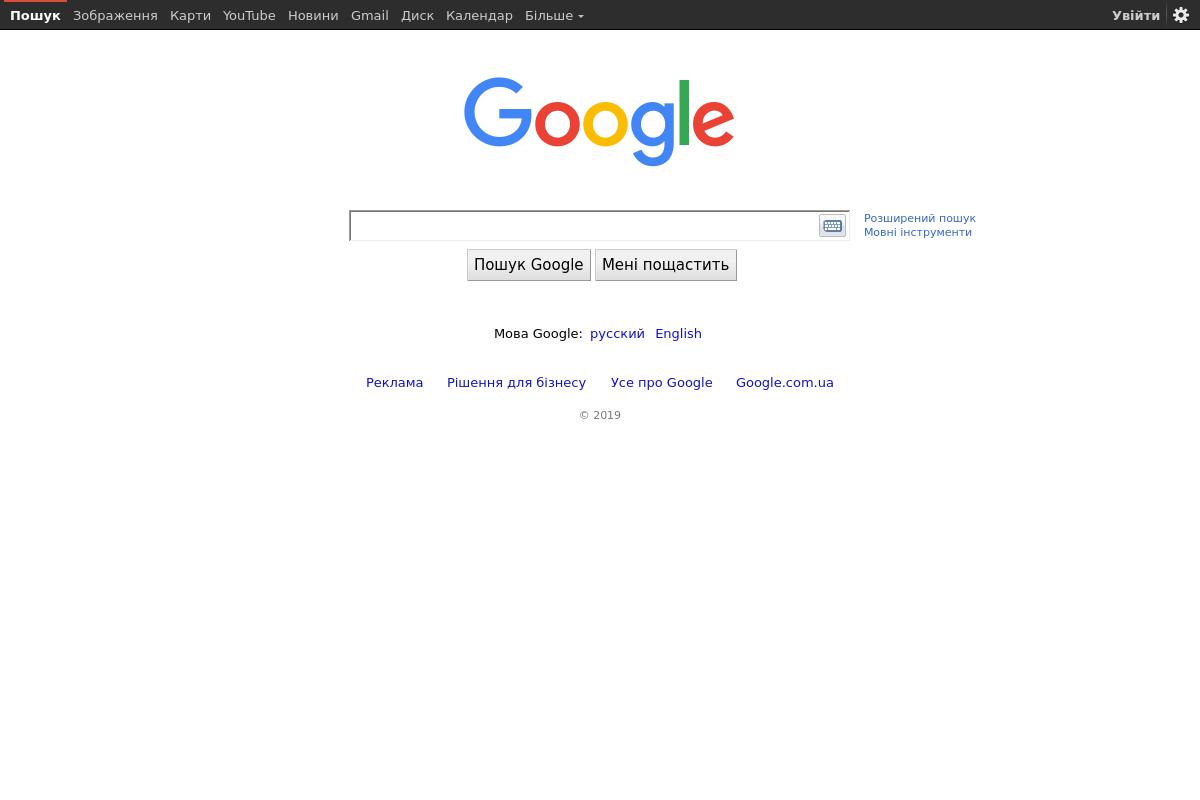 Пошук Зображення Карти YouTube Новини Gmail Диск Календар Більше Увійти
Google
Розширений пошук
Мовні інструменти
Пошук Google Мені пощастить
Мова Google: русский English
Реклама Рішення для бізнесу Усе про Google Google.com.ua
© 2019